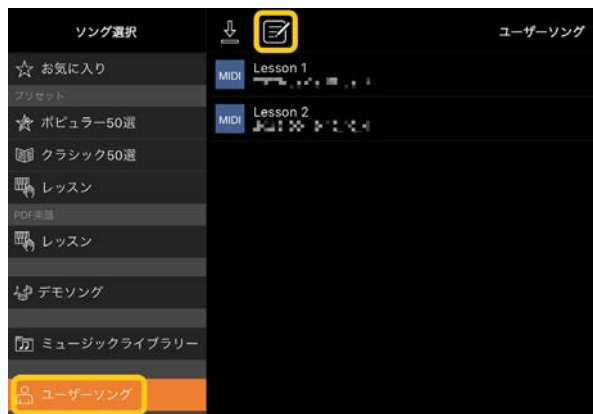 ソング選択
ユーザーソング
お気に入り
プリセット
ポピュラー50選
クラシック50選
レッスン
PDF楽譜
レッスン
デモソング
ミュージックライブラリー
ユーザーソング
MIDI Lesson 1
MIDI Lesson 2